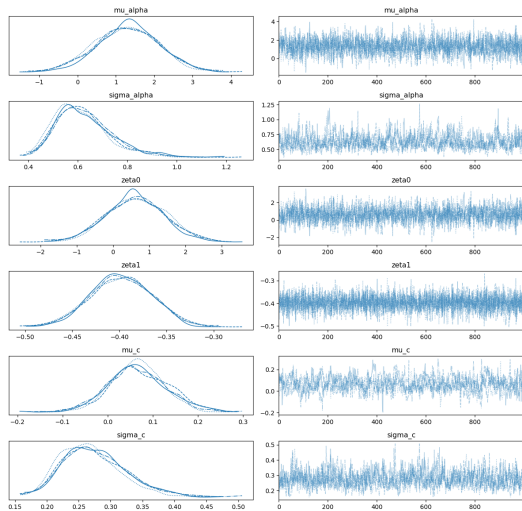 mu_alpha mu_alpha
4
2
0
−1 0 1 2 3 4 0 200 400 600 800
sigma_alpha sigma_alpha
1.25
1.00
0.75
0.50
0.4 0.6 0.8 1.0 1.2 0 200 400 600 800
zeta0 zeta0
2
0
−2
−2 −1 0 1 2 3 0 200 400 600 800
zeta1 zeta1
−0.3
−0.4
−0.5
−0.50 −0.45 −0.40 −0.35 −0.30 0 200 400 600 800
mu_c mu_c
0.2
0.0
−0.2
−0.2 −0.1 0.0 0.1 0.2 0.3 0 200 400 600 800
sigma_c sigma_c
0.5
0.4
0.3
0.2
0.15 0.20 0.25 0.30 0.35 0.40 0.45 0.50 0 200 400 600 800